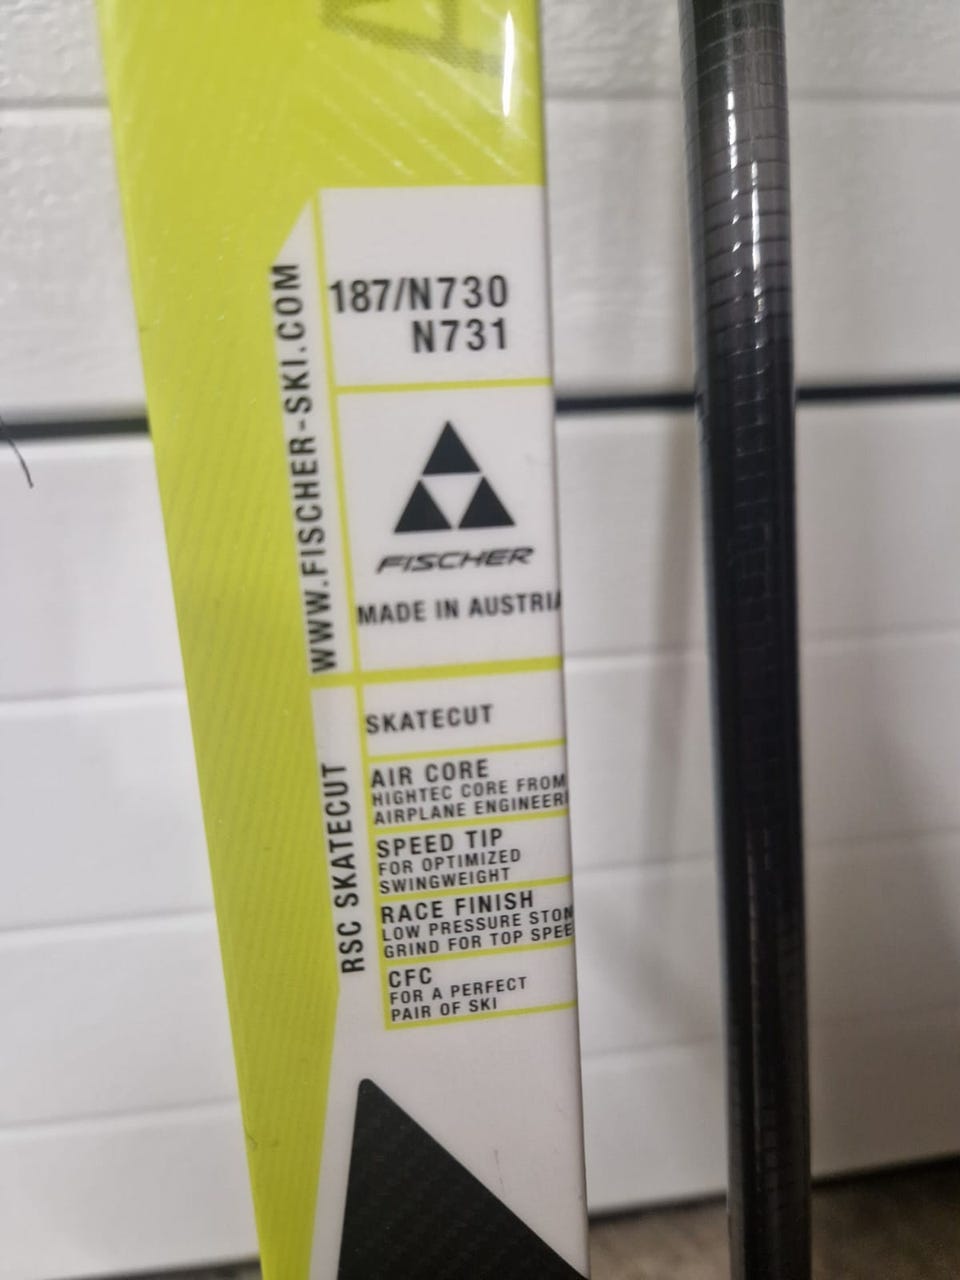 187/N730
N731
WWW.FISCHER-SKI.COM
FISCHER
MADE IN AUSTRIA
SKATECUT
RSC SKATECUT
AIR CORE
HIGHTEC CORE FROM
AIRPLANE ENGINEERI
SPEED TIP
FOR OPTIMIZED
SWINGWEIGHT
RACE FINISH
LOW PRESSURE STON
GRIND FOR TOP SPEE
CFC
FOR A PERFECT
PAIR OF SKI